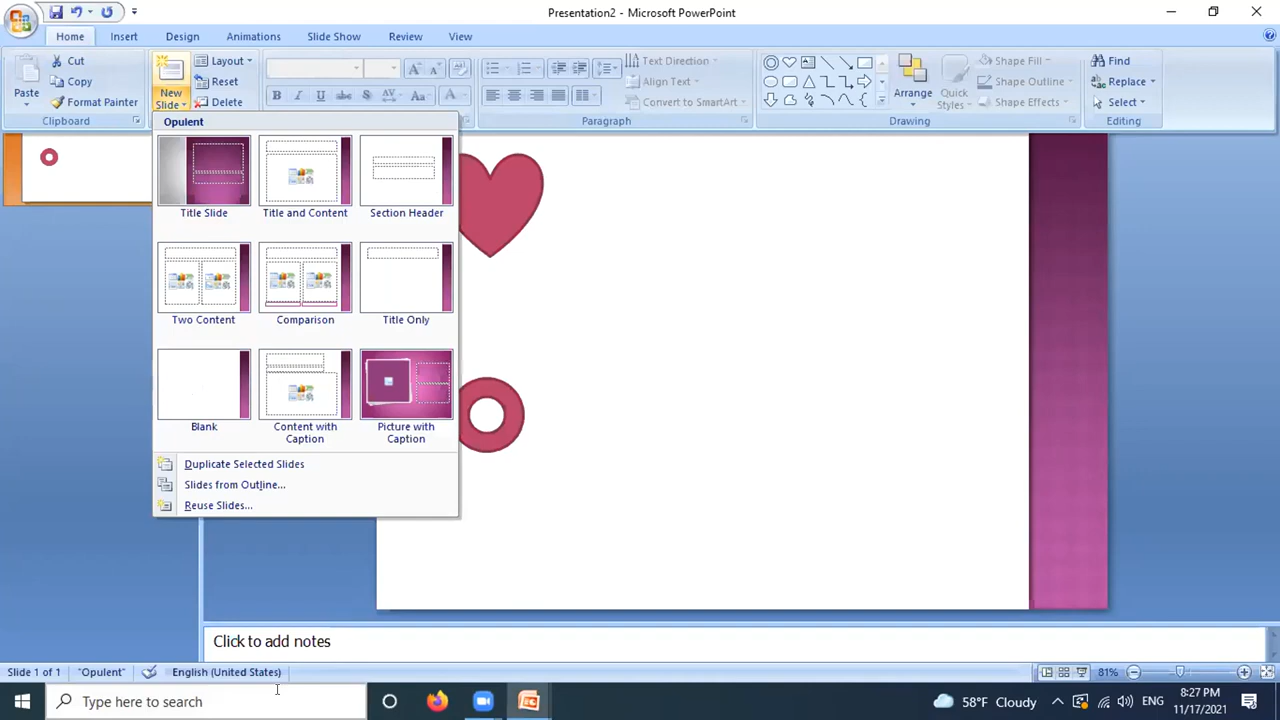 Presentation2 - Microsoft PowerPoint
Home Insert Design Animations Slide Show Review View
Cut Layout Text Direction Shape Fill Find
Paste Copy New Slide Reset Align Text Arrange Quick Styles Shape Outline Replace
Format Painter Delete B I U abe S AV Aa A Convert to SmartArt Shape Effects Select
Clipboard Paragraph Drawing Editing
Opulent
Title Slide Title and Content Section Header
Two Content Comparison Title Only
Blank Content with Caption Picture with Caption
Duplicate Selected Slides
Slides from Outline...
Reuse Slides...
Click to add notes
Slide 1 of 1 "Opulent" English (United States) 81%
Type here to search 58°F Cloudy ENG 8:27 PM
11/17/2021